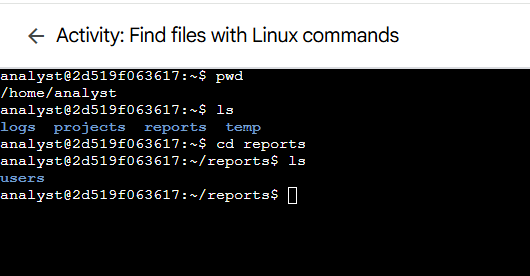 ← Activity: Find files with Linux commands
analyst@2d519f063617:~$ pwd
/home/analyst
analyst@2d519f063617:~$ ls
logs  projects  reports  temp
analyst@2d519f063617:~$ cd reports
analyst@2d519f063617:~/reports$ ls
users
analyst@2d519f063617:~/reports$